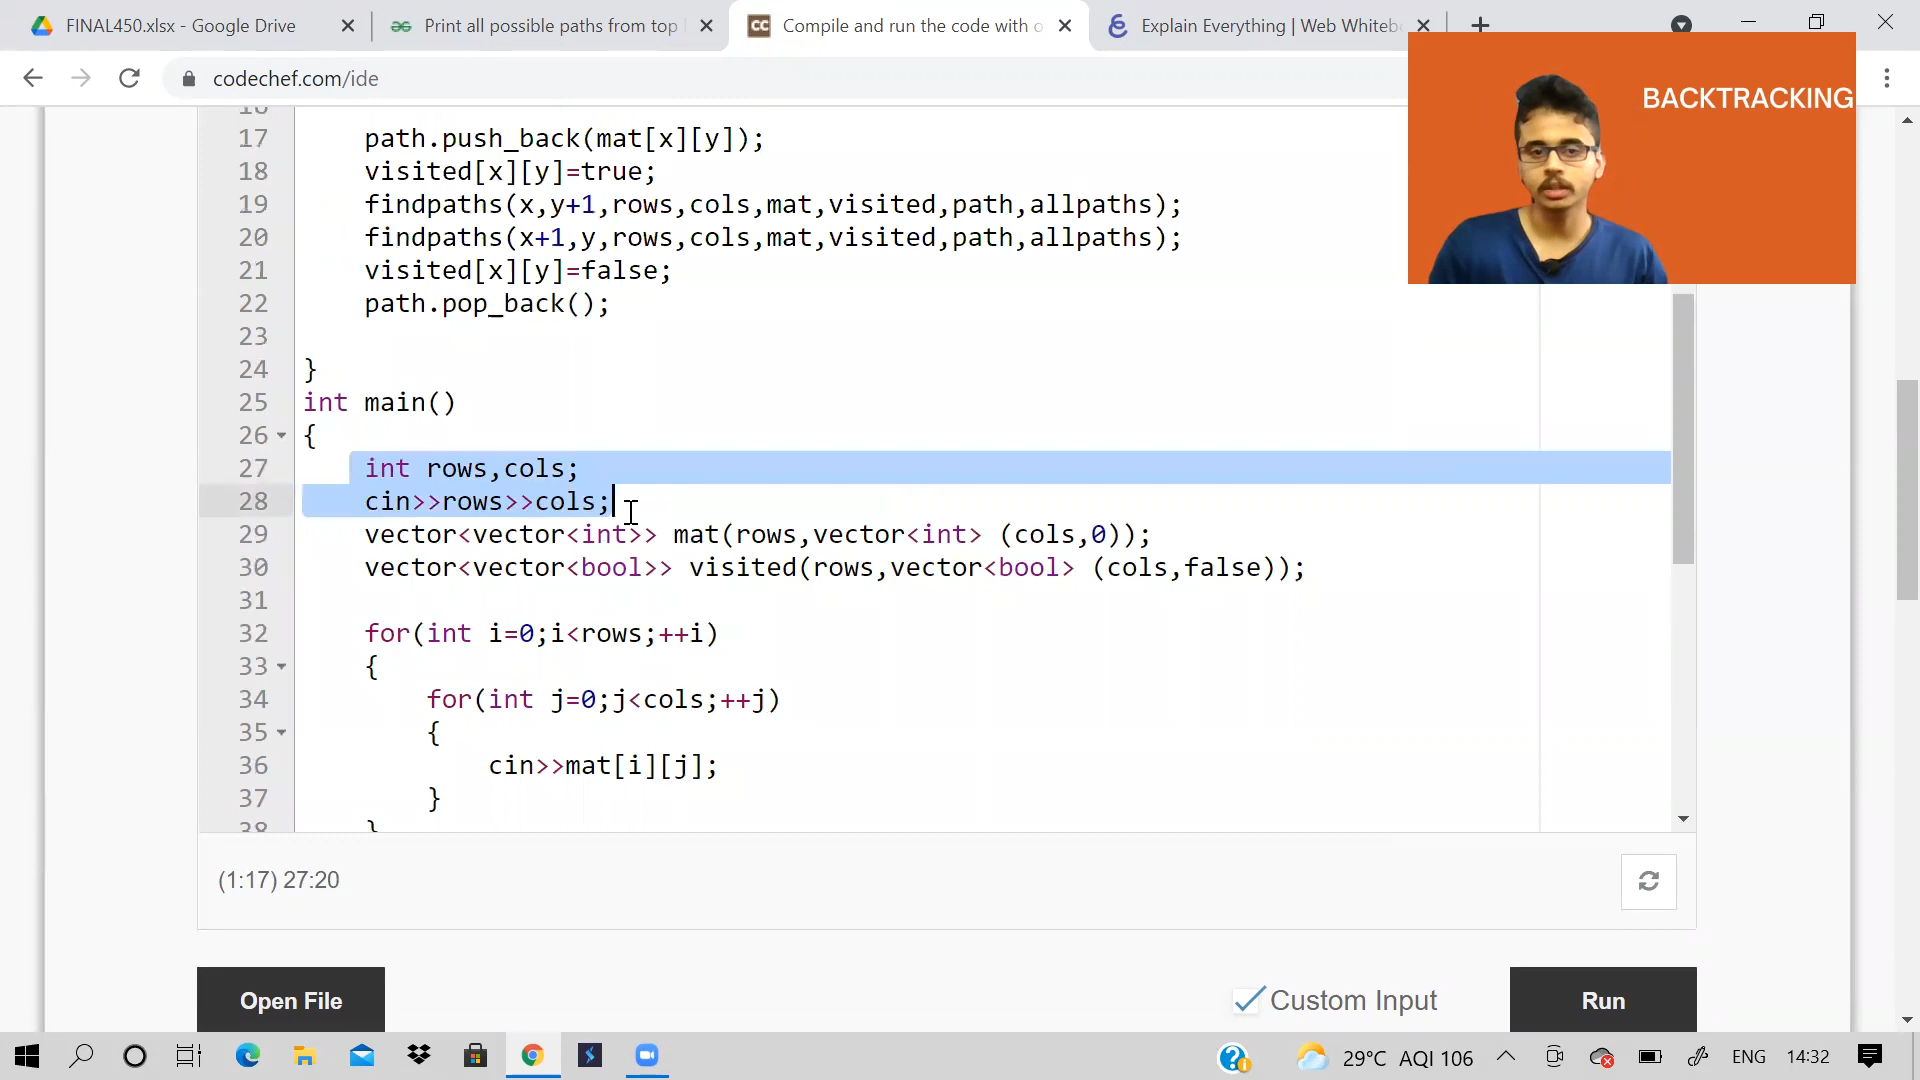 FINAL450.xlsx - Google Drive
Print all possible paths from top
Compile and run the code with o
Explain Everything | Web Whitebo
codechef.com/ide
BACKTRACKING
16
17 path.push_back(mat[x][y]);
18 visited[x][y]=true;
19 findpaths(x,y+1,rows,cols,mat,visited,path,allpaths);
20 findpaths(x+1,y,rows,cols,mat,visited,path,allpaths);
21 visited[x][y]=false;
22 path.pop_back();
23
24 }
25 int main()
26 {
27 int rows,cols;
28 cin>>rows>>cols;
29 vector<vector<int>> mat(rows,vector<int> (cols,0));
30 vector<vector<bool>> visited(rows,vector<bool> (cols,false));
31
32 for(int i=0;i<rows;++i)
33 {
34 for(int j=0;j<cols;++j)
35 {
36 cin>>mat[i][j];
37 }
38 }
(1:17) 27:20
Open File
Custom Input
Run
29°C AQI 106
ENG
14:32